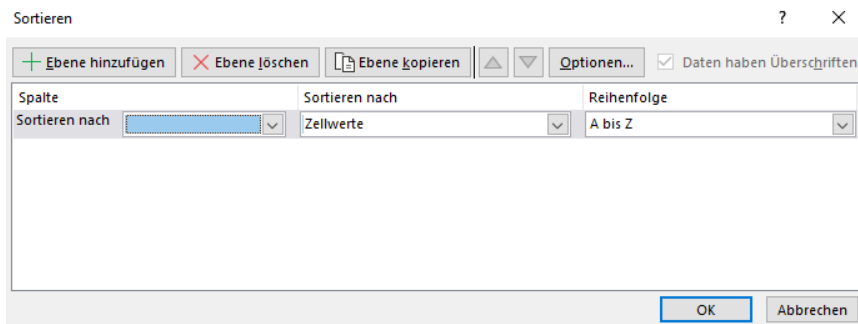 Sortieren ?
Ebene hinzufügen Ebene löschen Ebene kopieren Optionen... Daten haben Überschriften
Spalte Sortieren nach Reihenfolge
Sortieren nach Zellwerte A bis Z
OK Abbrechen